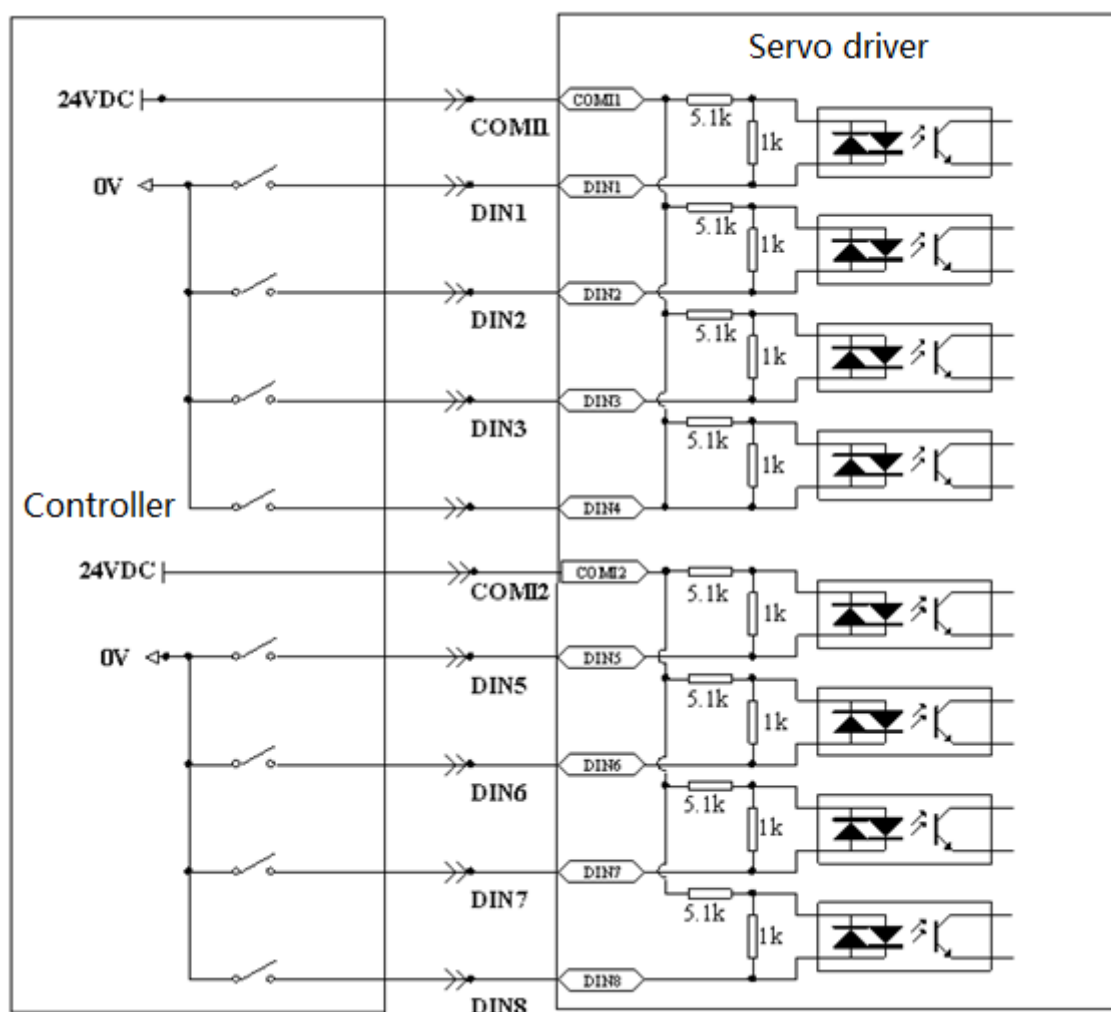 Servo driver
24VDC
COMI1
COMI1
5.1k
1k
0V
DIN1
DIN1
5.1k
1k
DIN2
DIN2
5.1k
1k
DIN3
DIN3
5.1k
1k
Controller
DIN4
24VDC
COMI2
COMI2
5.1k
1k
0V
DIN5
DIN5
5.1k
1k
DIN6
DIN6
5.1k
1k
DIN7
DIN7
5.1k
1k
DIN8
DIN8